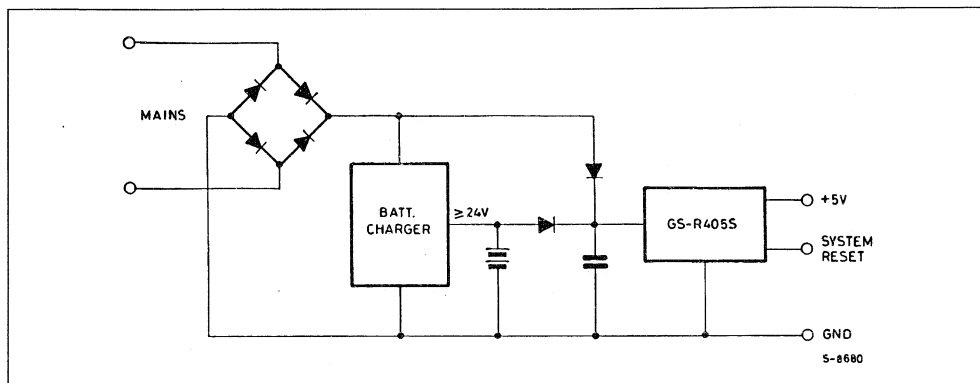 MAINS
BATT.
CHARGER
≥24V
GS-R405S
+5V
SYSTEM
RESET
GND
S-8680